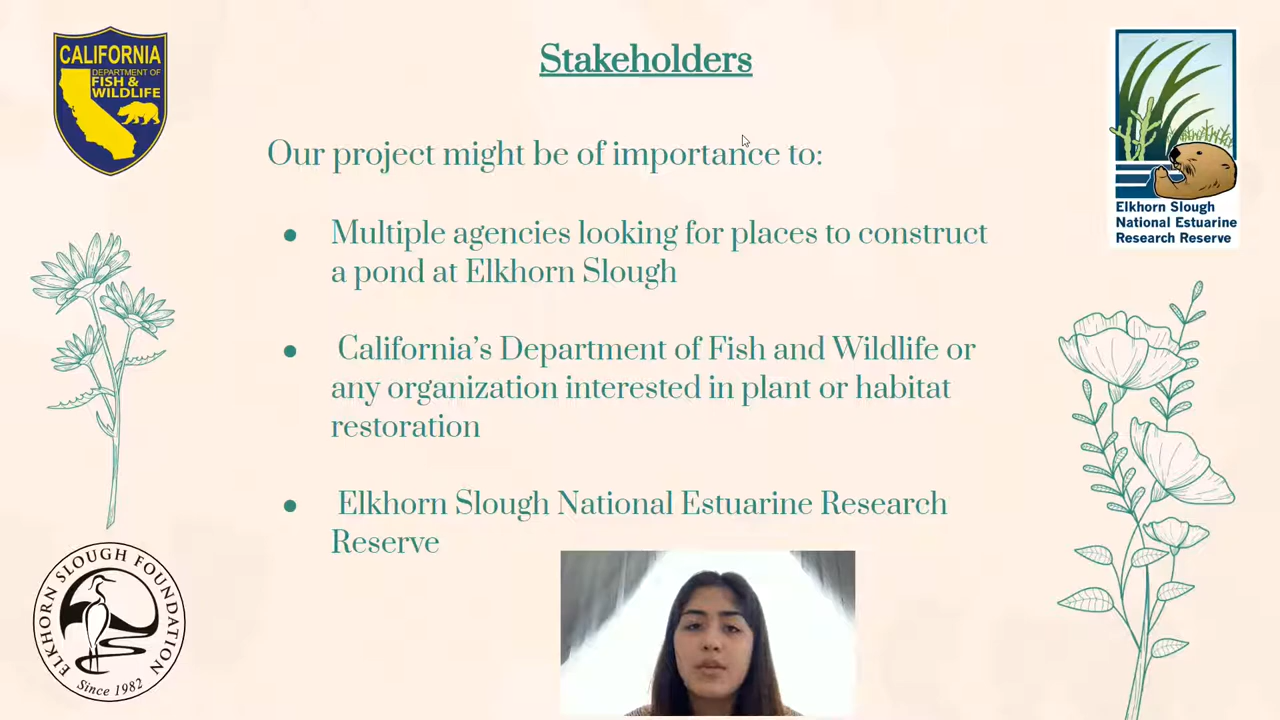 Stakeholders
CALIFORNIA
DEPARTMENT OF
FISH &
WILDLIFE
Our project might be of importance to:
● Multiple agencies looking for places to construct
a pond at Elkhorn Slough
● California’s Department of Fish and Wildlife or
any organization interested in plant or habitat
restoration
● Elkhorn Slough National Estuarine Research
Reserve
Elkhorn Slough
National Estuarine
Research Reserve
ELKHORN SLOUGH FOUNDATION
Since 1982